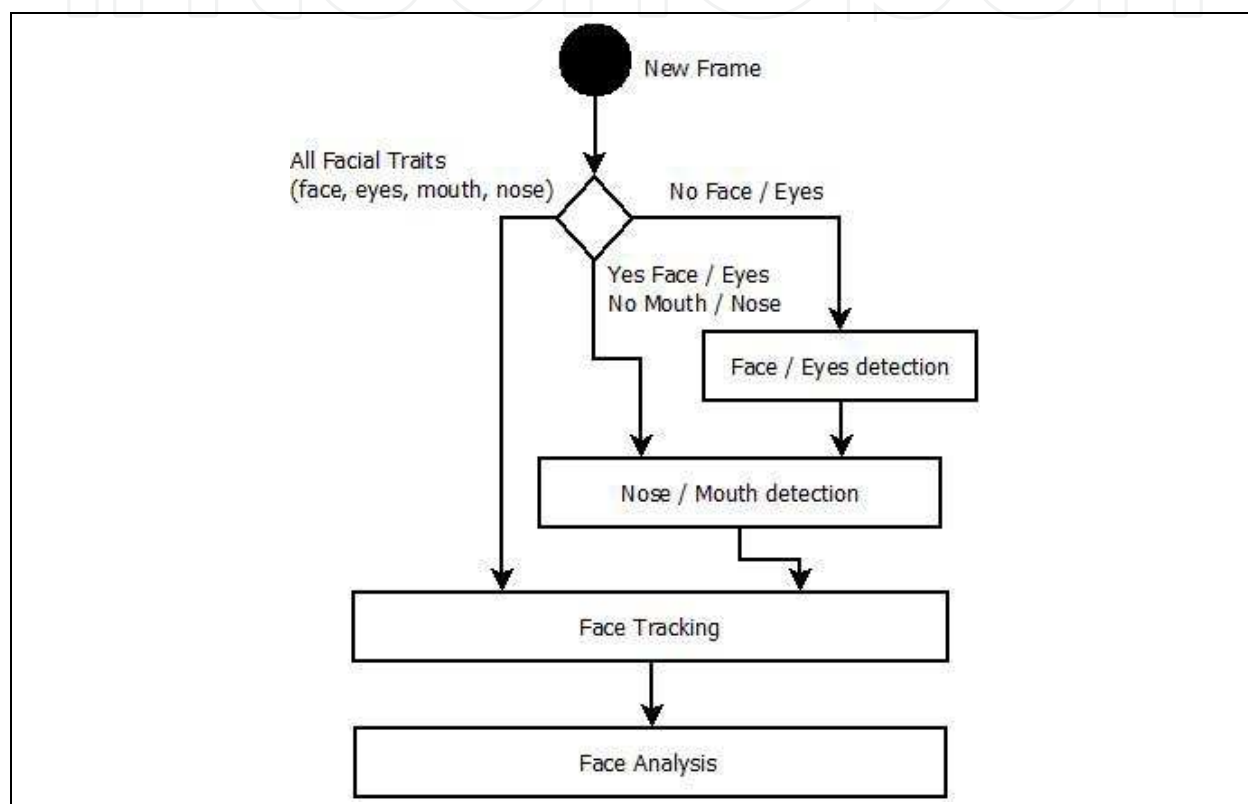 New Frame
All Facial Traits
(face, eyes, mouth, nose)
No Face / Eyes
Yes Face / Eyes
No Mouth / Nose
Face / Eyes detection
Nose / Mouth detection
Face Tracking
Face Analysis